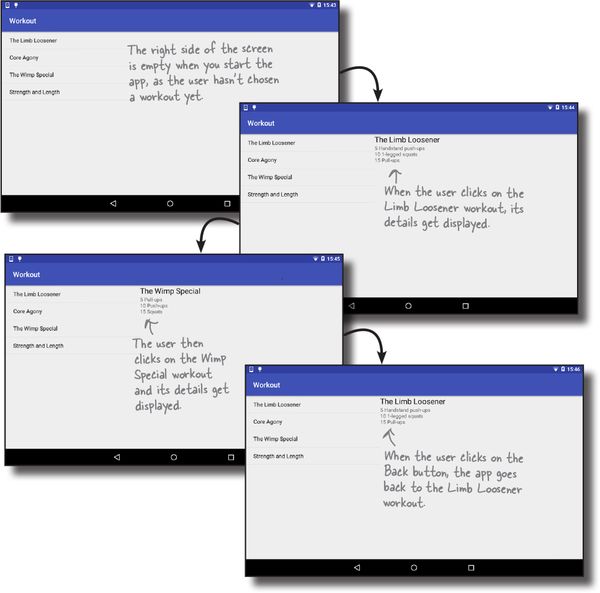 15:43
Workout
The Limb Loosener
Core Agony
The Wimp Special
Strength and Length
The right side of the screen
is empty when you start the
app, as the user hasn't chosen
a workout yet.
15:44
Workout
The Limb Loosener
Core Agony
The Wimp Special
Strength and Length
The Limb Loosener
5 Handstand push-ups
10 1-legged squats
15 Pull-ups
When the user clicks on the
Limb Loosener workout, its
details get displayed.
15:45
Workout
The Limb Loosener
Core Agony
The Wimp Special
Strength and Length
The Wimp Special
5 Pull-ups
10 Push-ups
15 Squats
The user then
clicks on the Wimp
Special workout
and its details get
displayed.
15:46
Workout
The Limb Loosener
Core Agony
The Wimp Special
Strength and Length
The Limb Loosener
5 Handstand push-ups
10 1-legged squats
15 Pull-ups
When the user clicks on the
Back button, the app goes
back to the Limb Loosener
workout.